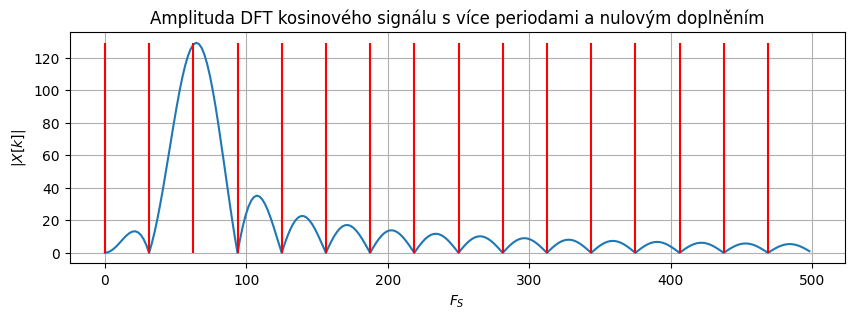 Amplituda DFT kosinového signálu s více periodami a nulovým doplněním
120
100
80
60
40
20
0
|X[k]|
0 100 200 300 400 500
F_S